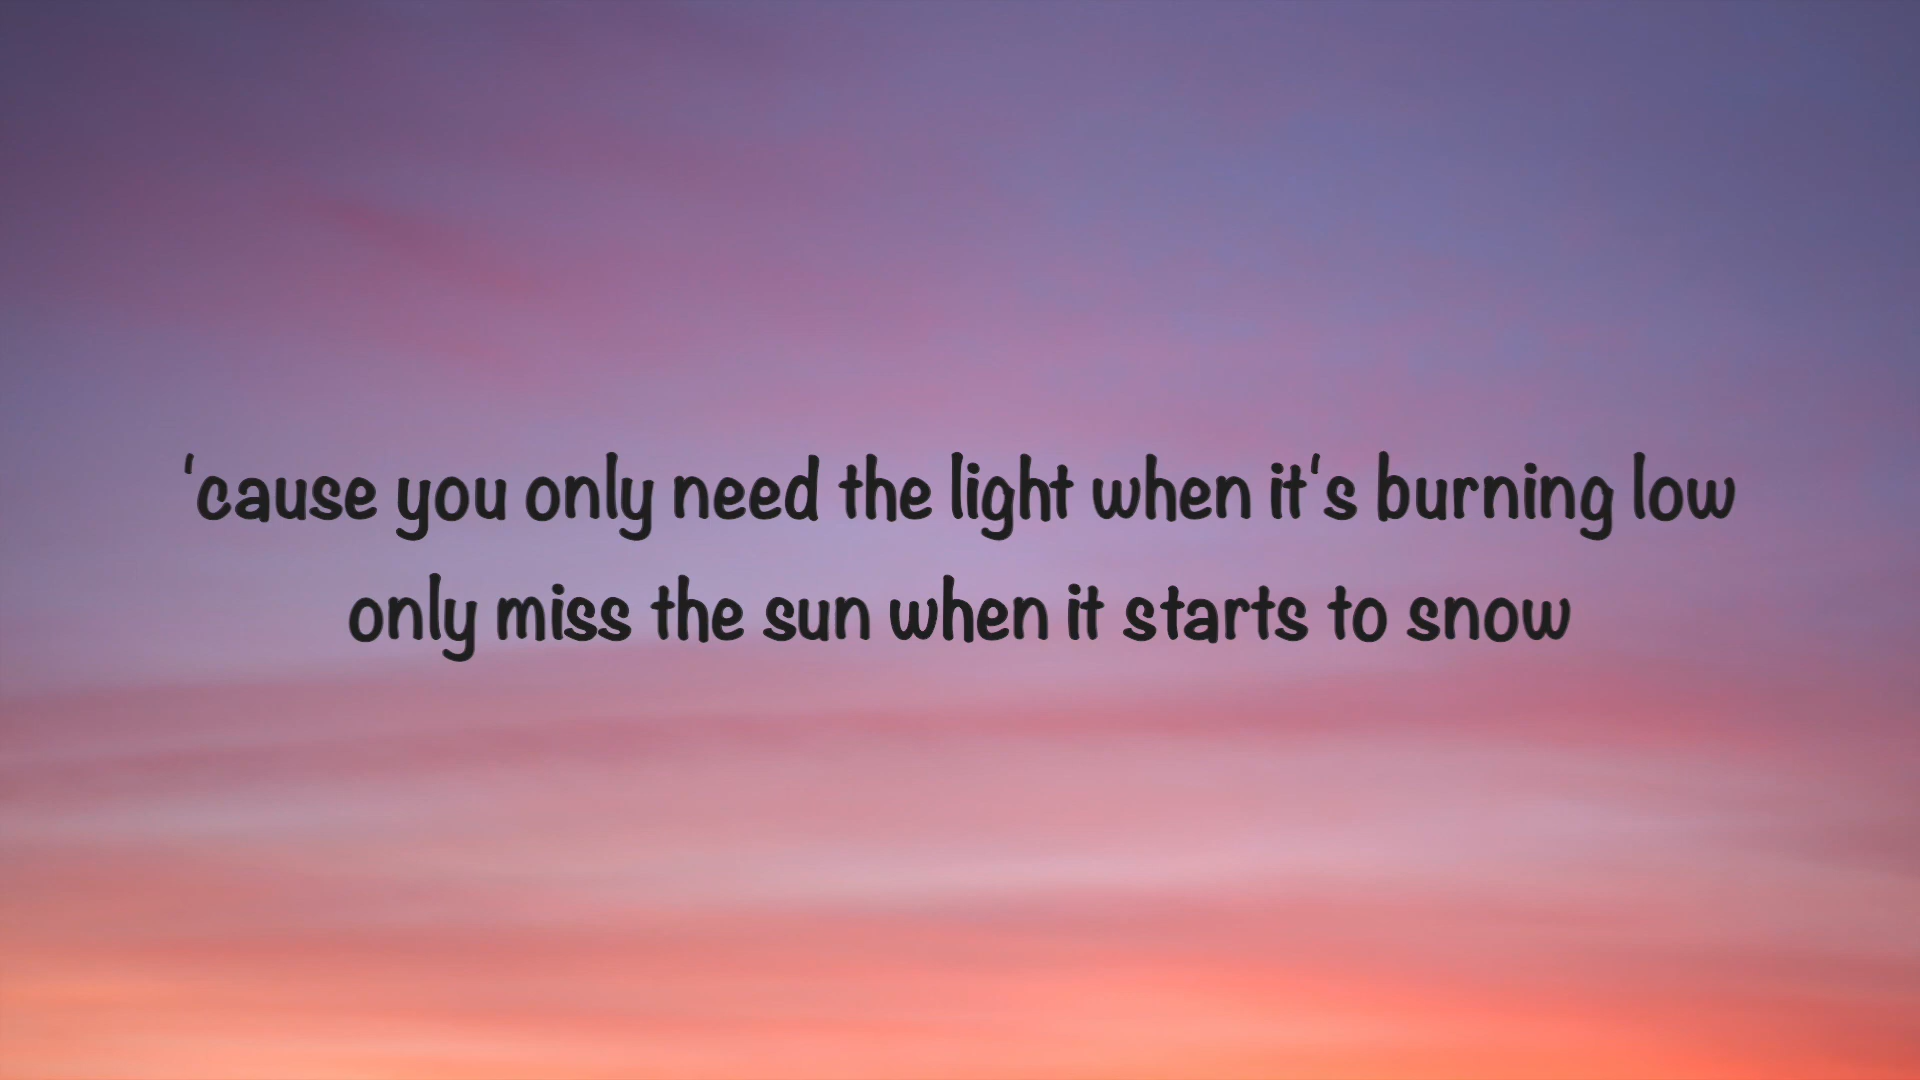 'cause you only need the light when it's burning low
only miss the sun when it starts to snow